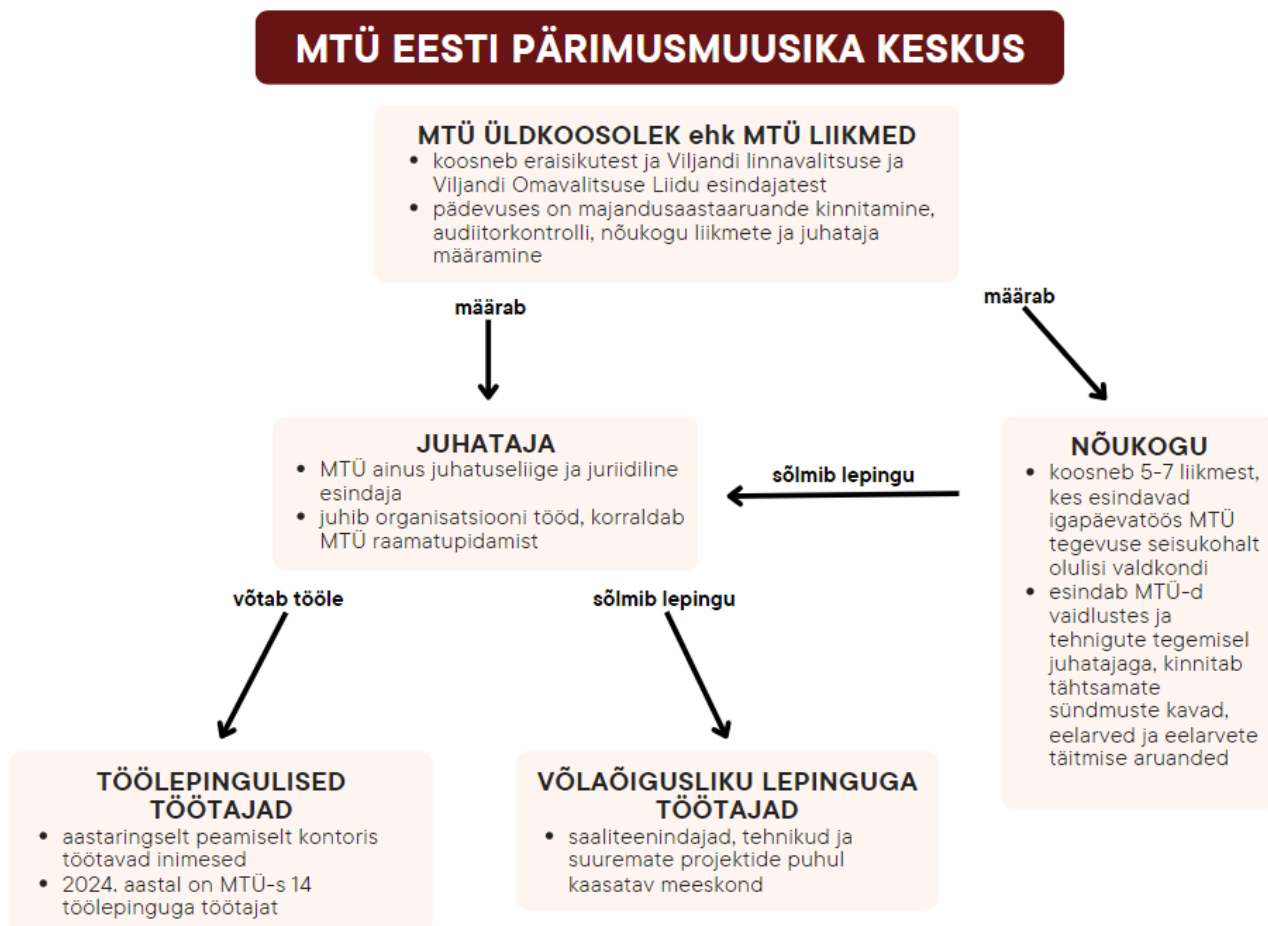 MTÜ EESTI PÄRIMUSMUUSIKA KESKUS
MTÜ ÜLDKOOSOLEK ehk MTÜ LIIKMED
• koosneb eraisikutest ja Viljandi linnavalitsuse ja
Viljandi Omavalitsuse Liidu esindajatest
• pädevuses on majandusaastaaruande kinnitamine,
audiitorkontrolli, nõukogu liikmete ja juhataja
määramine
määrab
määrab
JUHATAJA
• MTÜ ainus juhatuseliige ja juriidiline
esindaja
• juhib organisatsiooni tööd, korraldab
MTÜ raamatupidamist
sõlmib lepingu
NÕUKOGU
• koosneb 5-7 liikmest,
kes esindavad
igapäevatöös MTÜ
tegevuse seisukohalt
olulisi valdkondi
• esindab MTÜ-d
vaidlustes ja
tehnigute tegemisel
juhatajaga, kinnitab
tähtsamate
sündmuste kavad,
eelarved ja eelarvete
täitmise aruanded
võtab tööle
sõlmib lepingu
TÖÖLEPINGULISED
TÖÖTAJAD
• aastaringselt peamiselt kontoris
töötavad inimesed
• 2024. aastal on MTÜ-s 14
töölepinguga töötajat
VÕLAÕIGUSLIKU LEPINGUGA
TÖÖTAJAD
• saaliteenindajad, tehnikud ja
suuremate projektide puhul
kaasatav meeskond